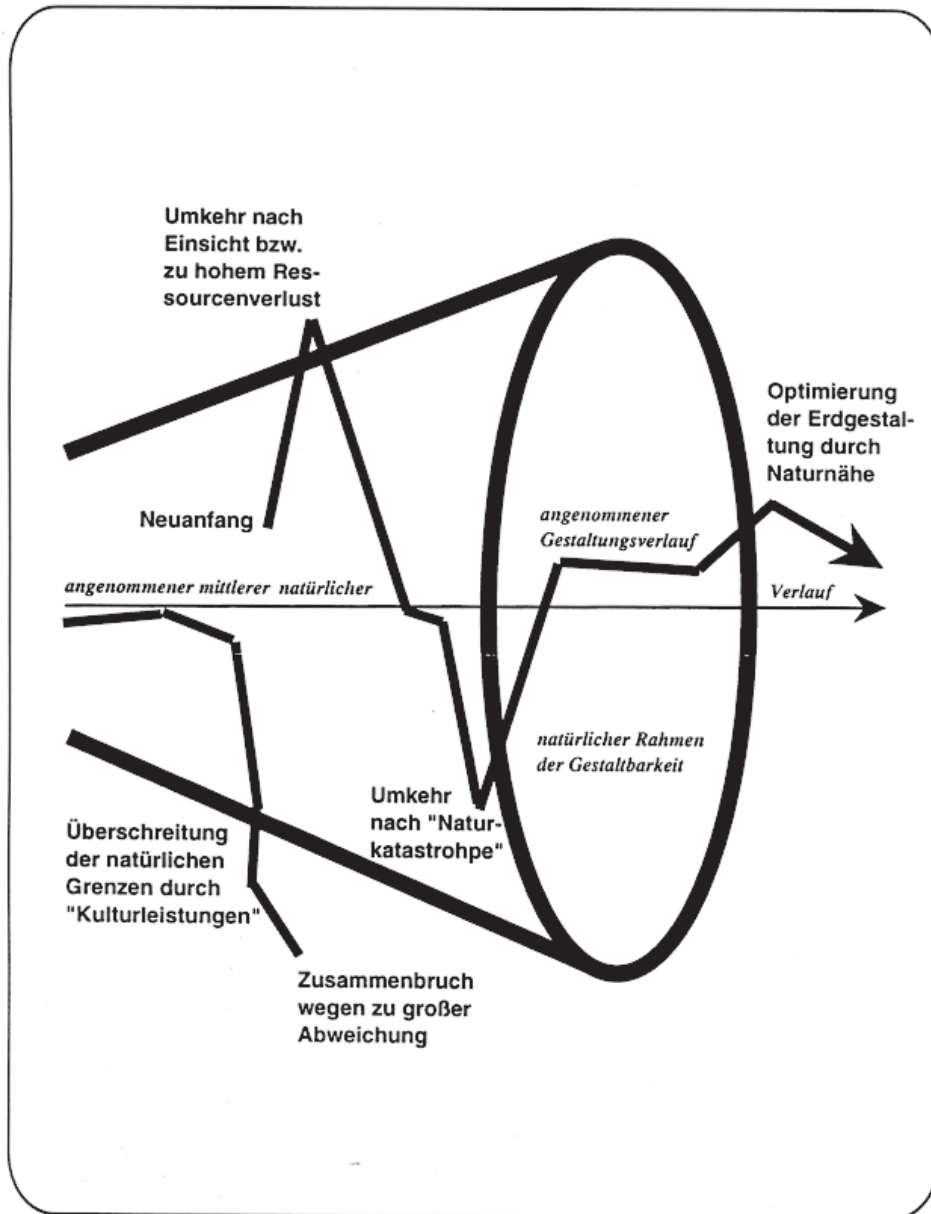 Umkehr nach
Einsicht bzw.
zu hohem Res-
sourcenverlust
Optimierung
der Erdgestal-
tung durch
Naturnähe
Neuanfang
angenommener
Gestaltungsverlauf
angenommener mittlerer natürlicher
Verlauf
natürlicher Rahmen
der Gestaltbarkeit
Umkehr
nach "Natur-
katastrohpe"
Überschreitung
der natürlichen
Grenzen durch
"Kulturleistungen"
Zusammenbruch
wegen zu großer
Abweichung